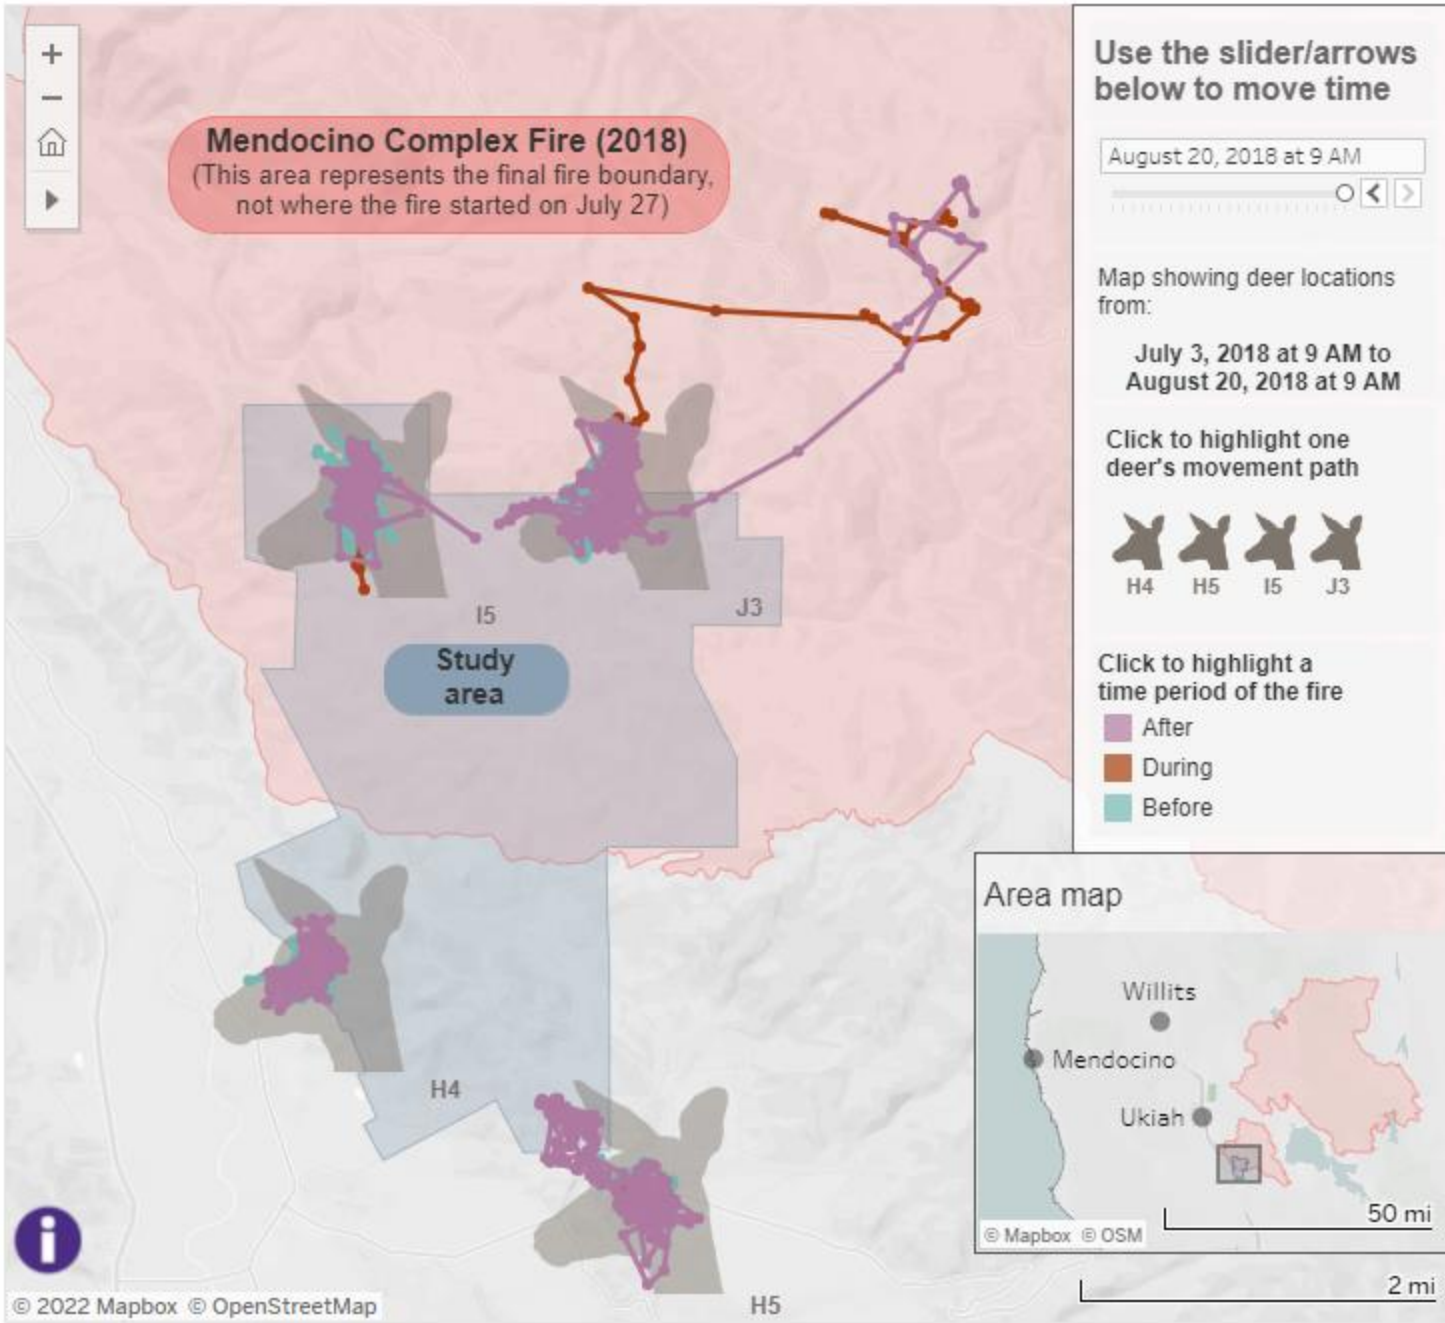 Mendocino Complex Fire (2018)
(This area represents the final fire boundary,
not where the fire started on July 27)
I5
J3
Study
area
H4
H5
© 2022 Mapbox © OpenStreetMap
Use the slider/arrows
below to move time
August 20, 2018 at 9 AM
Map showing deer locations
from:
July 3, 2018 at 9 AM to
August 20, 2018 at 9 AM
Click to highlight one
deer's movement path
H4 H5 I5 J3
Click to highlight a
time period of the fire
After
During
Before
Area map
Willits
Mendocino
Ukiah
50 mi
© Mapbox © OSM
2 mi